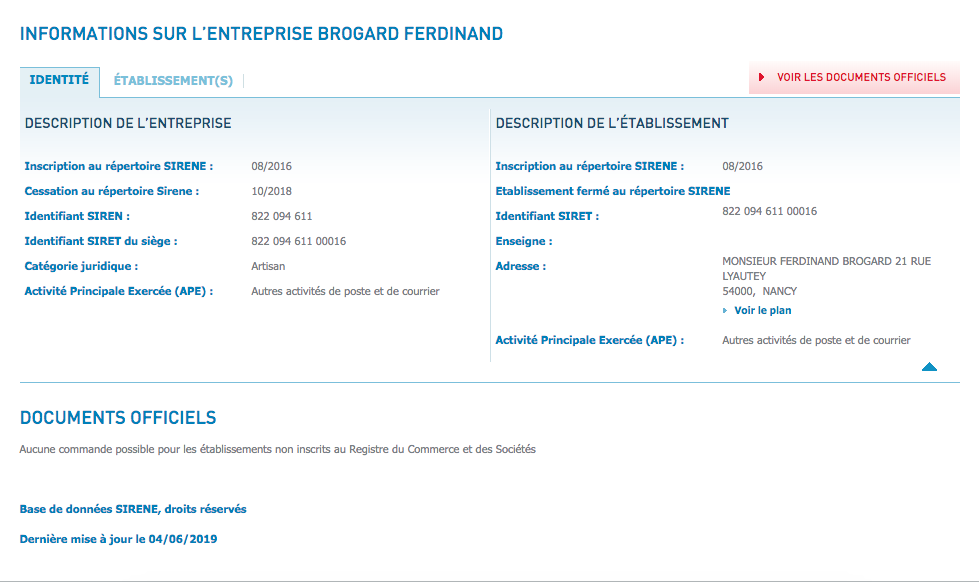 INFORMATIONS SUR L'ENTREPRISE BROGARD FERDINAND
IDENTITÉ
ÉTABLISSEMENT(S)
VOIR LES DOCUMENTS OFFICIELS
DESCRIPTION DE L'ENTREPRISE
Inscription au répertoire SIRENE : 08/2016
Cessation au répertoire Sirene : 10/2018
Identifiant SIREN : 822 094 611
Identifiant SIRET du siège : 822 094 611 00016
Catégorie juridique : Artisan
Activité Principale Exercée (APE) : Autres activités de poste et de courrier
DESCRIPTION DE L'ÉTABLISSEMENT
Inscription au répertoire SIRENE : 08/2016
Etablissement fermé au répertoire SIRENE
Identifiant SIRET : 822 094 611 00016
Enseigne :
Adresse : MONSIEUR FERDINAND BROGARD 21 RUE
LYAUTEY
54000, NANCY
Voir le plan
Activité Principale Exercée (APE) : Autres activités de poste et de courrier
DOCUMENTS OFFICIELS
Aucune commande possible pour les établissements non inscrits au Registre du Commerce et des Sociétés
Base de données SIRENE, droits réservés
Dernière mise à jour le 04/06/2019